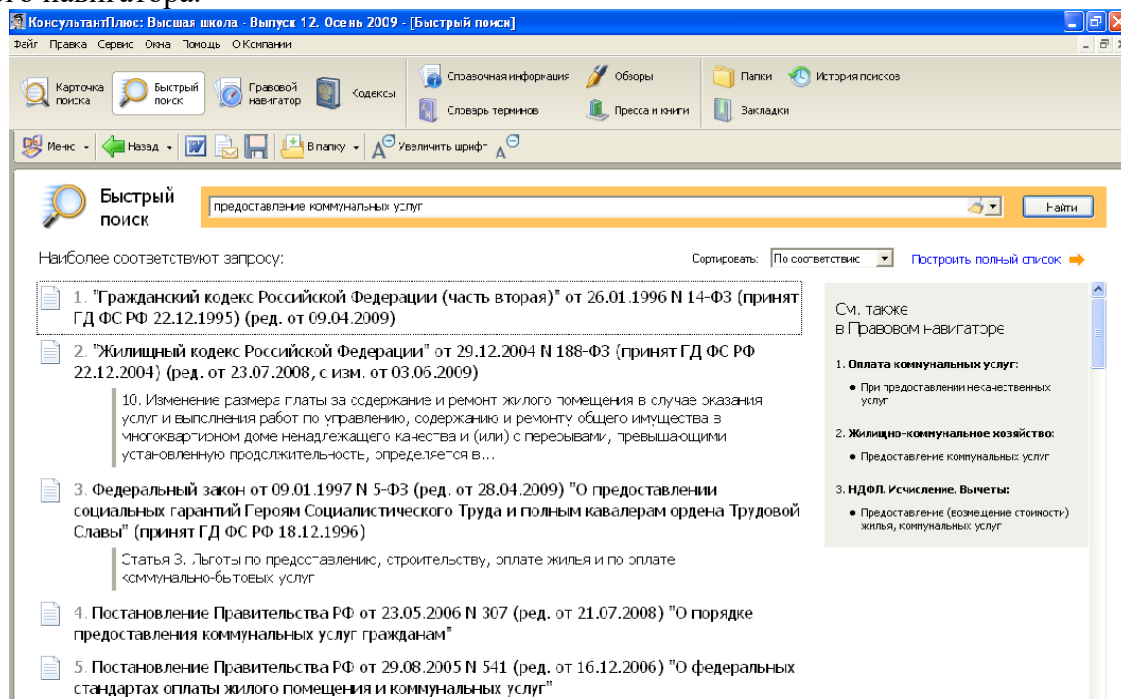 ого навигатора.
КонсультантПлюс: Высшая школа - Выпуск 12. Осень 2009 - [Быстрый поиск]
Файл Правка Сервис Окна Помощь О Компании
Карточка поиска
Быстрый поиск
Правовой навигатор
Кодексы
Справочная информация
Словарь терминов
Обзоры
Пресса и книги
Папки
Закладки
История поисков
Меню
Назад
В папку
Увеличить шрифт
Быстрый поиск
предоставление коммунальных услуг
Найти
Наиболее соответствуют запросу:
Сортировать: По соответствию
Построить полный список
1. "Гражданский кодекс Российской Федерации (часть вторая)" от 26.01.1996 N 14-ФЗ (принят
ГД ФС РФ 22.12.1995) (ред. от 09.04.2009)
2. "Жилищный кодекс Российской Федерации" от 29.12.2004 N 188-ФЗ (принят ГД ФС РФ
22.12.2004) (ред. от 23.07.2008, с изм. от 03.06.2009)
10. Изменение размера платы за содержание и ремонт жилого помещения в случае оказания
услуг и выполнения работ по управлению, содержанию и ремонту общего имущества в
многоквартирном доме ненадлежащего качества и (или) с перерывами, превышающими
установленную продолжительность, определяется в...
3. Федеральный закон от 09.01.1997 N 5-ФЗ (ред. от 28.04.2009) "О предоставлении
социальных гарантий Героям Социалистического Труда и полным кавалерам ордена Трудовой
Славы" (принят ГД ФС РФ 18.12.1996)
Статья 3. Льготы по предоставлению, строительству, оплате жилья и по оплате
коммунально-бытовых услуг
4. Постановление Правительства РФ от 23.05.2006 N 307 (ред. от 21.07.2008) "О порядке
предоставления коммунальных услуг гражданам"
5. Постановление Правительства РФ от 29.08.2005 N 541 (ред. от 16.12.2006) "О федеральных
стандартах оплаты жилого помещения и коммунальных услуг"
См. также
в Правовом навигаторе
1. Оплата коммунальных услуг:
При предоставлении некачественных
услуг
2. Жилищно-коммунальное хозяйство:
Предоставление коммунальных услуг
3. НДФЛ. Исчисление. Вычеты:
Предоставление (возмещение стоимости)
жилья, коммунальных услуг